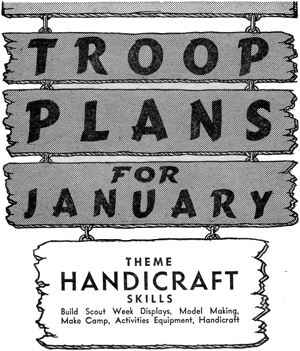 TROOP
PLANS
FOR
JANUARY
THEME
HANDICRAFT
SKILLS
Build Scout Week Displays, Model Making,
Make Camp, Activities Equipment, Handicraft